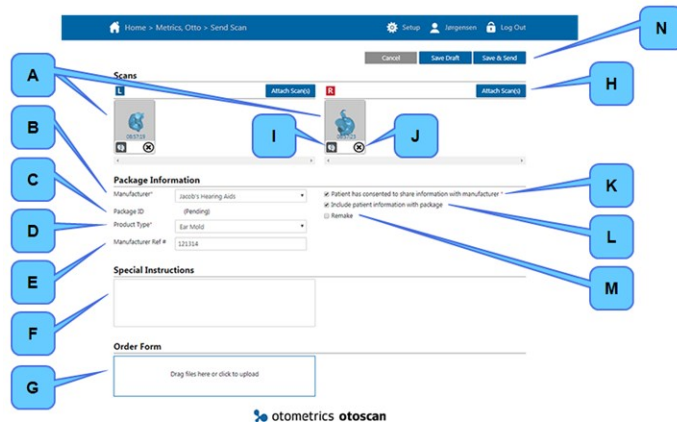 Home > Metrics, Otto > Send Scan Setup Jørgensen Log Out
N
Cancel Save Draft Save & Send
A
Scans
L Attach Scan(s) R Attach Scan(s)
H
B
I
J
C
Package Information
K
Manufacturer* Jacob's Hearing Aids Patient has consented to share information with manufacturer *
Package ID (Pending) Include patient information with package
D
Product Type* Ear Mold Remake
L
Manufacturer Ref # 121314
E
M
Special Instructions
F
Order Form
G
Drag files here or click to upload
otometrics otoscan